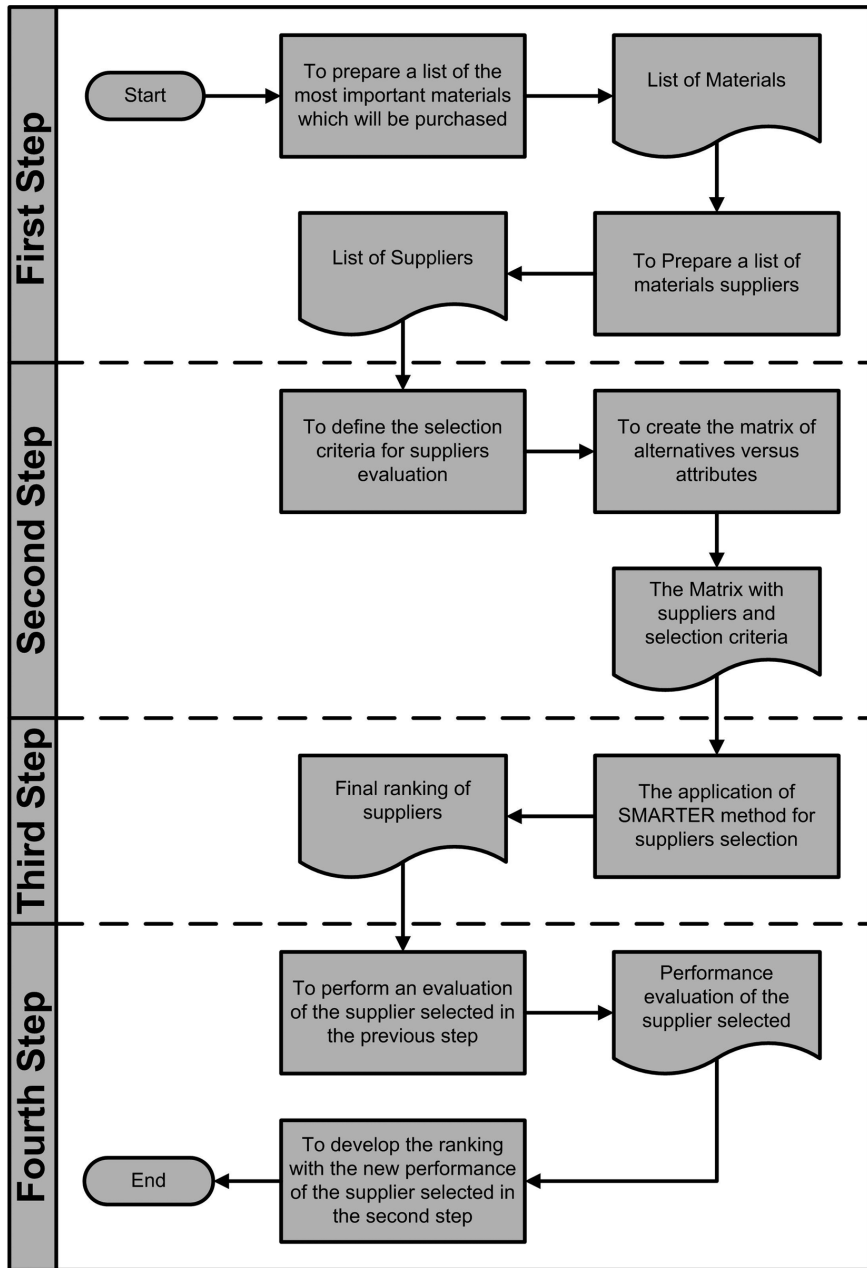 First Step
Start
To prepare a list of the
most important materials
which will be purchased
List of Materials
List of Suppliers
To Prepare a list of
materials suppliers
Second Step
To define the selection
criteria for suppliers
evaluation
To create the matrix of
alternatives versus
attributes
The Matrix with
suppliers and
selection criteria
Third Step
Final ranking of
suppliers
The application of
SMARTER method for
suppliers selection
Fourth Step
To perform an evaluation
of the supplier selected in
the previous step
Performance
evaluation of the
supplier selected
End
To develop the ranking
with the new performance
of the supplier selected in
the second step